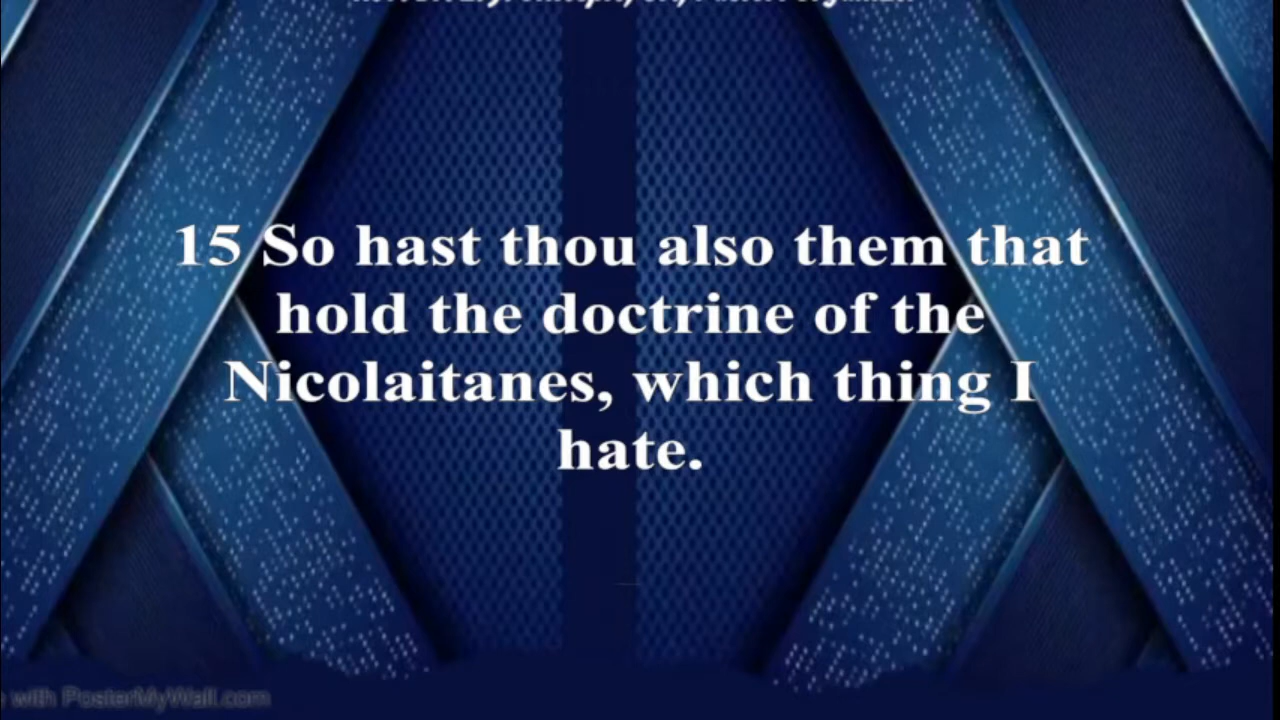 15 So hast thou also them that
hold the doctrine of the
Nicolaitanes, which thing I
hate.
with PosterMyWall.com